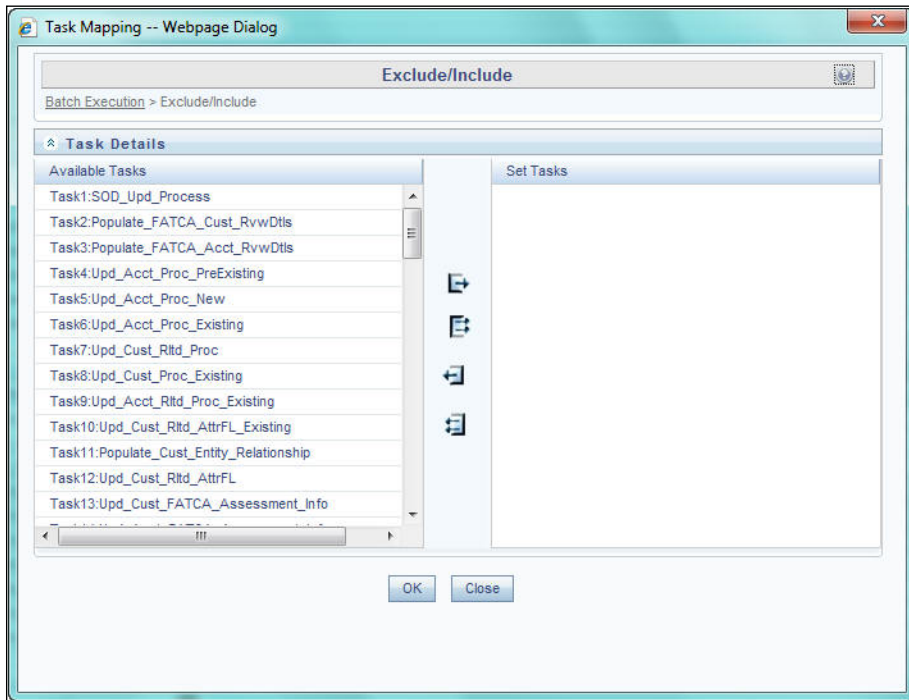 Task Mapping -- Webpage Dialog
Exclude/Include
Batch Execution > Exclude/Include
Task Details
Available Tasks
Set Tasks
Task1:SOD_Upd_Process
Task2:Populate_FATCA_Cust_RvwDtls
Task3:Populate_FATCA_Acct_RvwDtls
Task4:Upd_Acct_Proc_PreExisting
Task5:Upd_Acct_Proc_New
Task6:Upd_Acct_Proc_Existing
Task7:Upd_Cust_Rltd_Proc
Task8:Upd_Cust_Proc_Existing
Task9:Upd_Acct_Rltd_Proc_Existing
Task10:Upd_Cust_Rltd_AttrFL_Existing
Task11:Populate_Cust_Entity_Relationship
Task12:Upd_Cust_Rltd_AttrFL
Task13:Upd_Cust_FATCA_Assessment_Info
OK Close